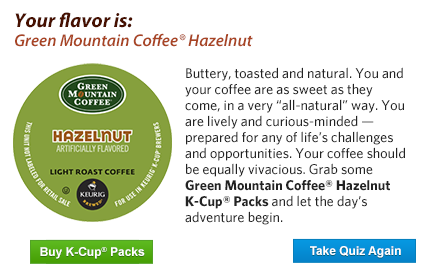 Your flavor is:
Green Mountain Coffee® Hazelnut
GREEN
MOUNTAIN
COFFEE®
HAZELNUT
ARTIFICIALLY FLAVORED
LIGHT ROAST COFFEE
THIS UNIT NOT LABELED FOR RETAIL SALE
FOR USE IN KEURIG K-CUP BREWERS
KEURIG
BREWED
Buttery, toasted and natural. You and
your coffee are as sweet as they
come, in a very “all-natural” way. You
are lively and curious-minded —
prepared for any of life’s challenges
and opportunities. Your coffee should
be equally vivacious. Grab some
Green Mountain Coffee® Hazelnut
K-Cup® Packs and let the day’s
adventure begin.
Buy K-Cup® Packs
Take Quiz Again